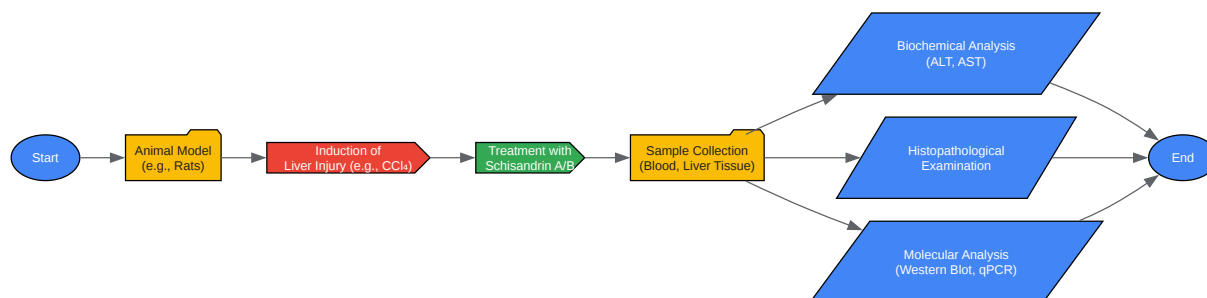 Start
Animal Model
(e.g., Rats)
Induction of
Liver Injury (e.g., CCl₄)
Treatment with
Schisandrin A/B
Sample Collection
(Blood, Liver Tissue)
Biochemical Analysis
(ALT, AST)
Histopathological
Examination
Molecular Analysis
(Western Blot, qPCR)
End